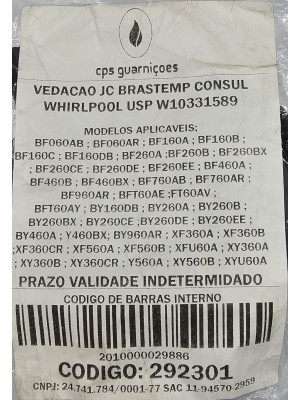 cps guarnições
VEDACAO JC BRASTEMP CONSUL
WHIRLPOOL USP W10331589
MODELOS APLICAVEIS;
BF060AB ; BF060AR ; BF160A ; BF160B ;
BF160C ; BF160DB ; BF260A ;BF260B ; BF260BX
; BF260CE ; BF260DE ; BF260EE ; BF460A ;
BF460B ; BF460BX ; BF760AB ; BF760AR ;
BF960AR ; BFT60AE ;FT60AV ;
BFT60AY ; BY160DB ; BY260A ; BY260B ;
BY260BX ; BY260CE ;BY260DE ; BY260EE ;
BY460A ; Y460BX; BY960AR ; XF360A ; XF360B
;XF360CR ; XF560A ; XF560B ; XFU60A ; XY360A
; XY360B ; XY360CR ; Y560A ; XY560B ; XYU60A
PRAZO VALIDADE INDETERMIDADO
CODIGO DE BARRAS INTERNO
2010000029886
CODIGO: 292301
CNPJ: 24.741.784/0001-77 SAC 11-94570-2959